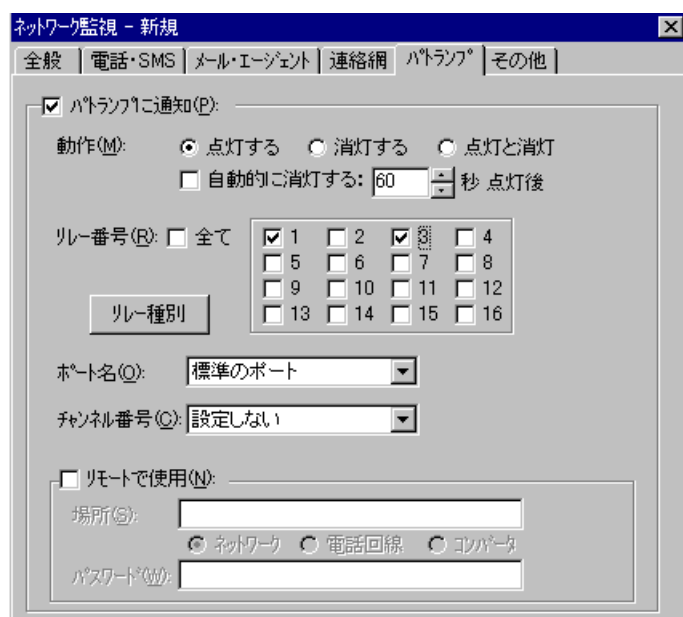 ネットワーク監視 - 新規
全般 電話・SMS メール・エージェント 連絡網 パトランプ その他
パトランプに通知(P):
動作(M): 点灯する 消灯する 点灯と消灯
自動的に消灯する: 60 秒 点灯後
リレー番号(R): 全て 1 2 3 4
5 6 7 8
9 10 11 12
リレー種別 13 14 15 16
ポート名(O): 標準のポート
チャンネル番号(C): 設定しない
リモートで使用(N):
場所(S):
ネットワーク 電話回線 コンバータ
パスワード(W):